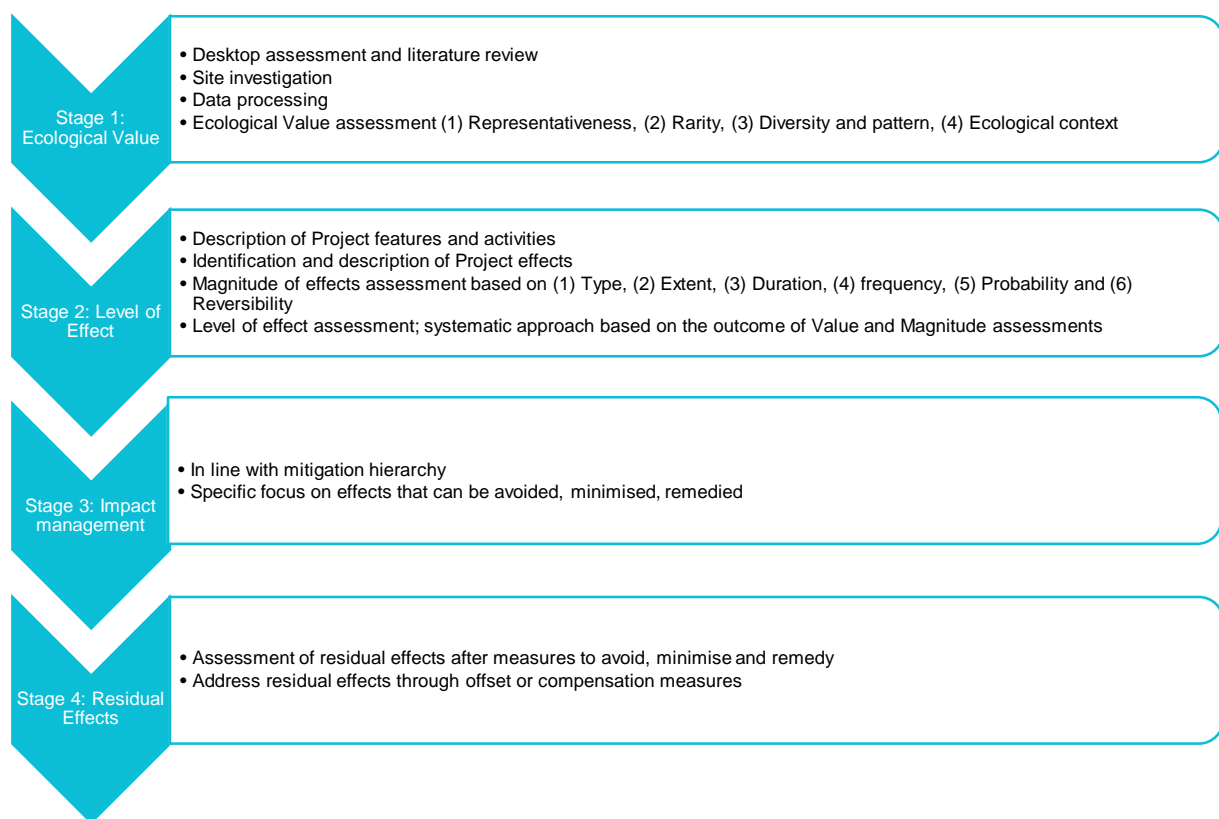 Stage 1:
Ecological Value
• Desktop assessment and literature review
• Site investigation
• Data processing
• Ecological Value assessment (1) Representativeness, (2) Rarity, (3) Diversity and pattern, (4) Ecological context
Stage 2: Level of
Effect
• Description of Project features and activities
• Identification and description of Project effects
• Magnitude of effects assessment based on (1) Type, (2) Extent, (3) Duration, (4) frequency, (5) Probability and (6)
Reversibility
• Level of effect assessment; systematic approach based on the outcome of Value and Magnitude assessments
Stage 3: Impact
management
• In line with mitigation hierarchy
• Specific focus on effects that can be avoided, minimised, remedied
Stage 4: Residual
Effects
• Assessment of residual effects after measures to avoid, minimise and remedy
• Address residual effects through offset or compensation measures